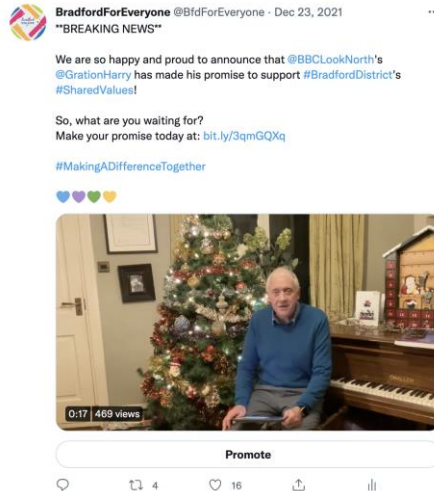 BradfordForEveryone @BfdForEveryone · Dec 23, 2021
**BREAKING NEWS**
We are so happy and proud to announce that @BBCLookNorth's
@GrationHarry has made his promise to support #BradfordDistrict's
#SharedValues!
So, what are you waiting for?
Make your promise today at: bit.ly/3qmGQXq
#MakingADifferenceTogether
0:17 469 views
Promote
4 16